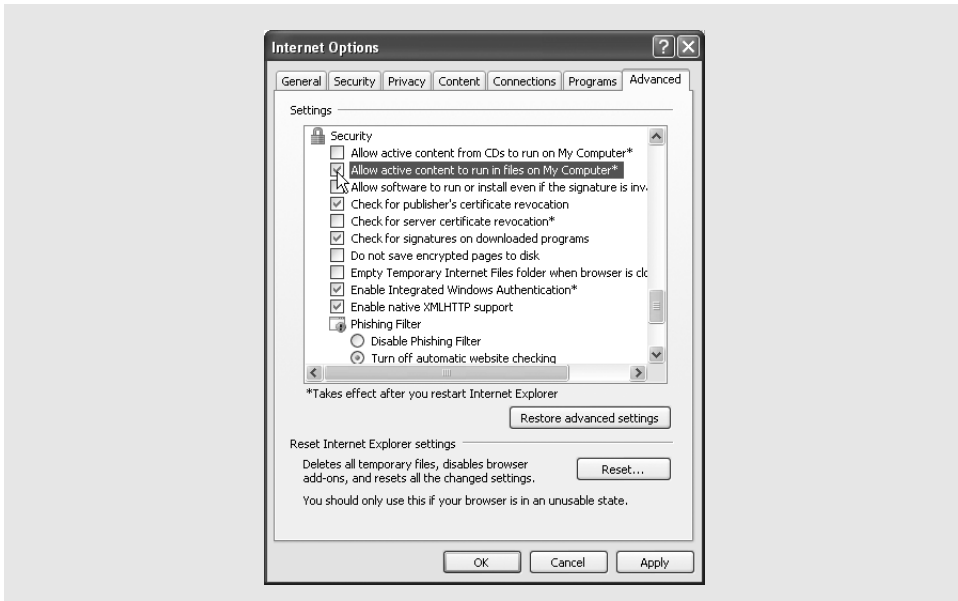 Internet Options
General Security Privacy Content Connections Programs Advanced
Settings
Security
Allow active content from CDs to run on My Computer*
Allow active content to run in files on My Computer*
Allow software to run or install even if the signature is inv
Check for publisher's certificate revocation
Check for server certificate revocation*
Check for signatures on downloaded programs
Do not save encrypted pages to disk
Empty Temporary Internet Files folder when browser is clo
Enable Integrated Windows Authentication*
Enable native XMLHTTP support
Phishing Filter
Disable Phishing Filter
Turn off automatic website checking
*Takes effect after you restart Internet Explorer
Restore advanced settings
Reset Internet Explorer settings
Deletes all temporary files, disables browser
add-ons, and resets all the changed settings.
Reset...
You should only use this if your browser is in an unusable state.
OK Cancel Apply